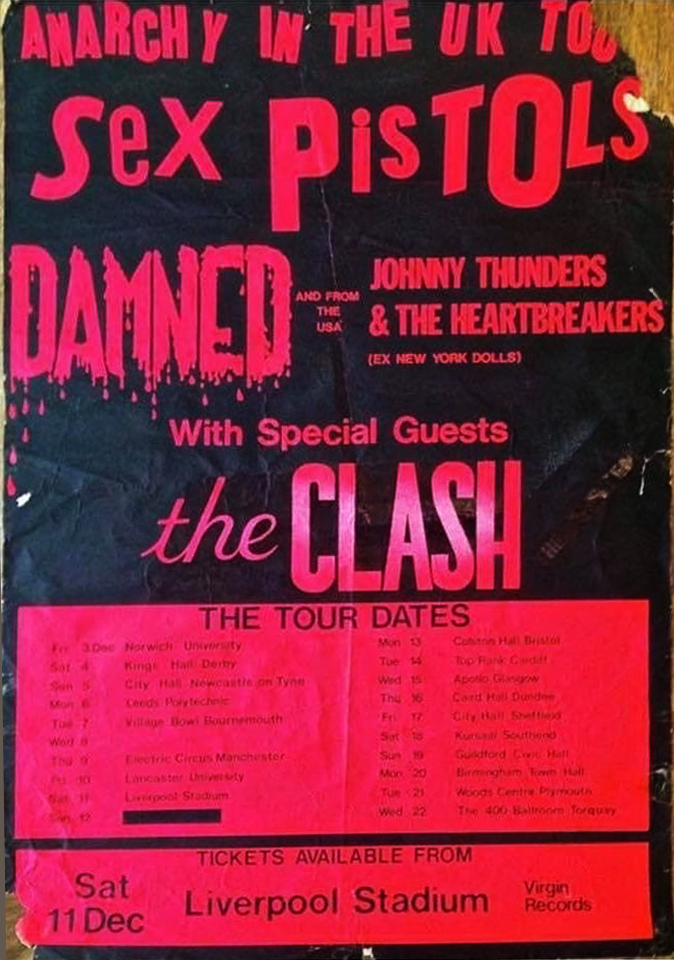 ANARCHY IN THE UK TOU
Sex PisTOLS
DAMNED
AND FROM
THE
USA
JOHNNY THUNDERS
& THE HEARTBREAKERS
(EX NEW YORK DOLLS)
With Special Guests
the CLASH
THE TOUR DATES
Fri 3 Dec Norwich University
Sat 4 Kings Hall Derby
Sun 5 City Hall Newcastle on Tyne
Mon 6 Leeds Polytechnic
Tue 7 Village Bowl Bournemouth
Wed 8
Thu 9 Electric Circus Manchester
Fri 10 Lancaster University
Sat 11 Liverpool Stadium
Sun 12
Mon 13 Colston Hall Bristol
Tue 14 Top Rank Cardiff
Wed 15 Apollo Glasgow
Thu 16 Caird Hall Dundee
Fri 17 City Hall Sheffield
Sat 18 Kursaal Southend
Sun 19 Guildford Civic Hall
Mon 20 Birmingham Town Hall
Tue 21 Woods Centre Plymouth
Wed 22 The 400 Ballroom Torquay
TICKETS AVAILABLE FROM
Sat
11 Dec
Liverpool Stadium
Virgin
Records